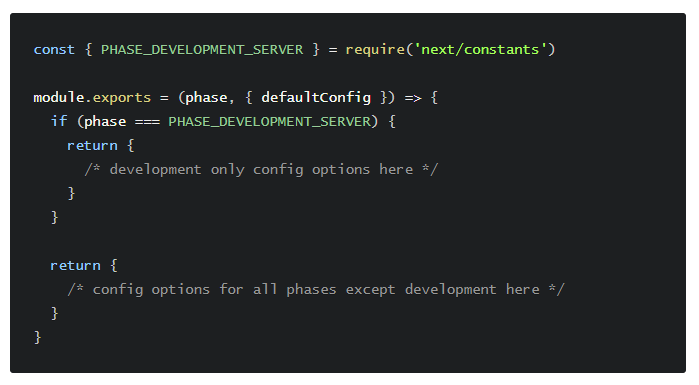 const { PHASE_DEVELOPMENT_SERVER } = require('next/constants')

module.exports = (phase, { defaultConfig }) => {
  if (phase === PHASE_DEVELOPMENT_SERVER) {
    return {
      /* development only config options here */
    }
  }

  return {
    /* config options for all phases except development here */
  }
}